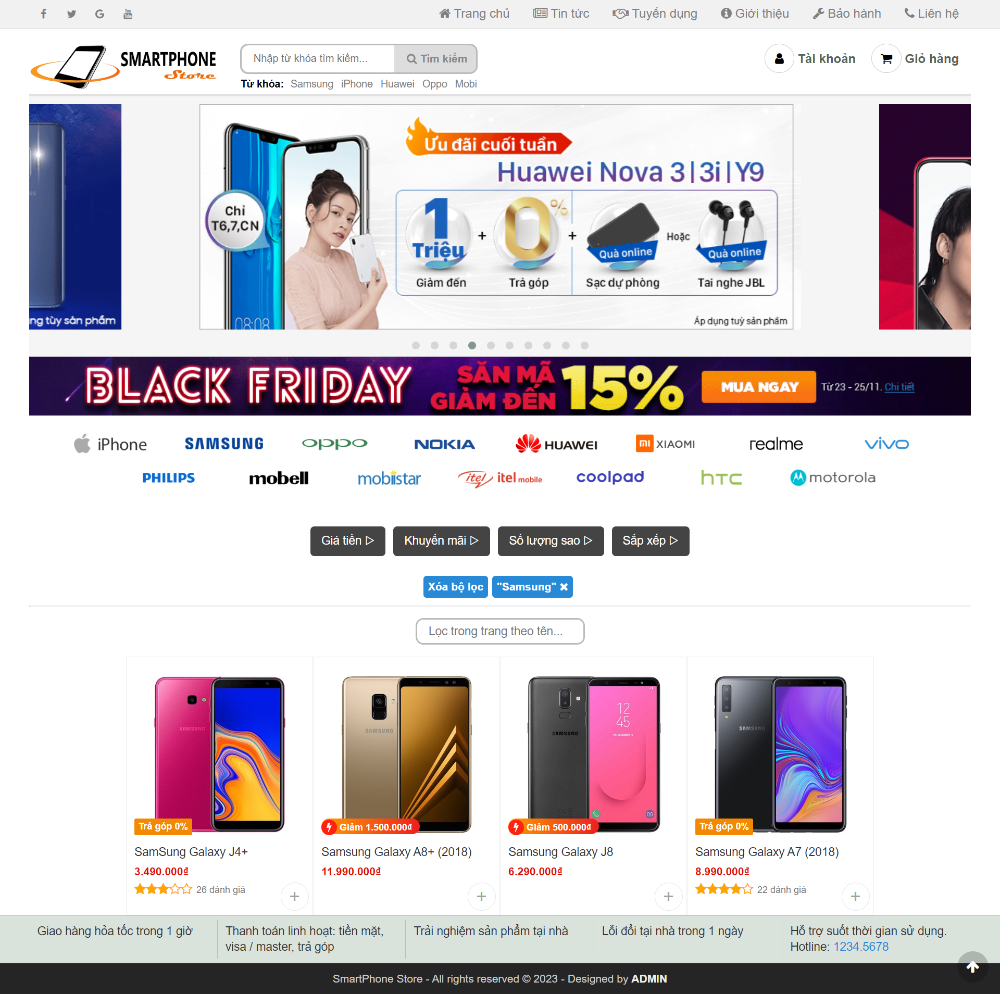 Trang chủ Tin tức Tuyển dụng Giới thiệu Bảo hành Liên hệ
SMARTPHONE
Store
Nhập từ khóa tìm kiếm... Tìm kiếm
Tài khoản Giỏ hàng
Từ khóa: Samsung iPhone Huawei Oppo Mobi
Ưu đãi cuối tuần
Huawei Nova 3|3i|Y9
Chỉ
T6,7,CN
1
Triệu
+ 0% +
Quà online
Hoặc
Quà online
Giảm đến Trả góp Sạc dự phòng Tai nghe JBL
08:08
ng tùy sản phẩm
Áp dụng tuỳ sản phẩm
BLACK FRIDAY
SĂN MÃ
GIẢM ĐẾN
15%
MUA NGAY
Từ 23 - 25/11. Chi tiết
iPhone SAMSUNG oppo NOKIA HUAWEI mi XIAOMI realme vivo
PHILIPS mobell mobiistar itel itel mobile coolpad hTC motorola
Giá tiền Khuyến mãi Số lượng sao Sắp xếp
Xóa bộ lọc "Samsung"
Lọc trong trang theo tên...
SAMSUNG
SAMSUNG
SAMSUNG
12
45
FRI, DECEMBER 15
SAMSUNG
Trả góp 0%
Giảm 1.500.000₫
Giảm 500.000₫
Trả góp 0%
SamSung Galaxy J4+
3.490.000₫
26 đánh giá
+
Samsung Galaxy A8+ (2018)
11.990.000₫
+
Samsung Galaxy J8
6.290.000₫
+
Samsung Galaxy A7 (2018)
8.990.000₫
22 đánh giá
+
Giao hàng hỏa tốc trong 1 giờ
Thanh toán linh hoạt: tiền mặt,
visa / master, trả góp
Trải nghiệm sản phẩm tại nhà
Lỗi đổi tại nhà trong 1 ngày
Hỗ trợ suốt thời gian sử dụng.
Hotline: 1234.5678
SmartPhone Store - All rights reserved © 2023 - Designed by ADMIN